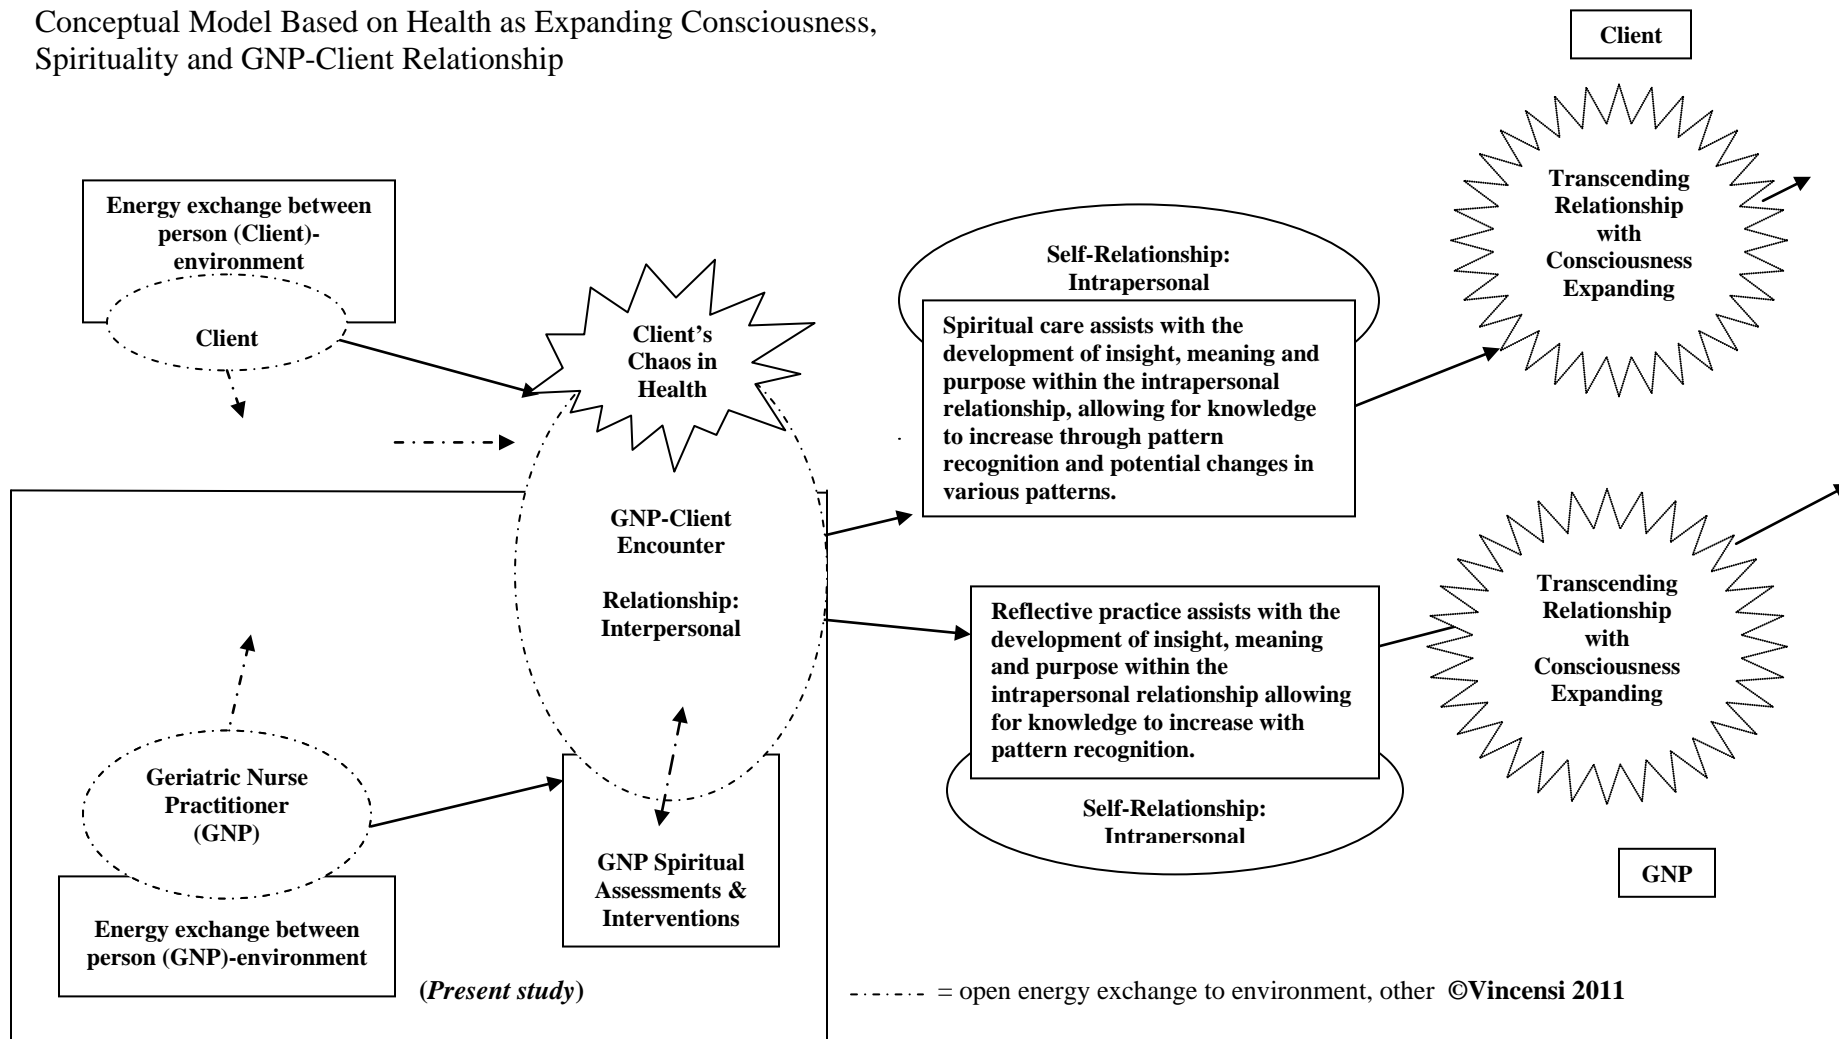 Conceptual Model Based on Health as Expanding Consciousness,
Spirituality and GNP-Client Relationship
Client
Energy exchange between
person (Client)-
environment
Client
Client's
Chaos in
Health
Self-Relationship:
Intrapersonal
Spiritual care assists with the
development of insight, meaning and
purpose within the intrapersonal
relationship, allowing for knowledge
to increase through pattern
recognition and potential changes in
various patterns.
Transcending
Relationship
with
Consciousness
Expanding
GNP-Client
Encounter
Relationship:
Interpersonal
Reflective practice assists with the
development of insight, meaning
and purpose within the
intrapersonal relationship allowing
for knowledge to increase with
pattern recognition.
Self-Relationship:
Intrapersonal
Transcending
Relationship
with
Consciousness
Expanding
GNP
Geriatric Nurse
Practitioner
(GNP)
Energy exchange between
person (GNP)-environment
GNP Spiritual
Assessments &
Interventions
(Present study)
= open energy exchange to environment, other ©Vincensi 2011